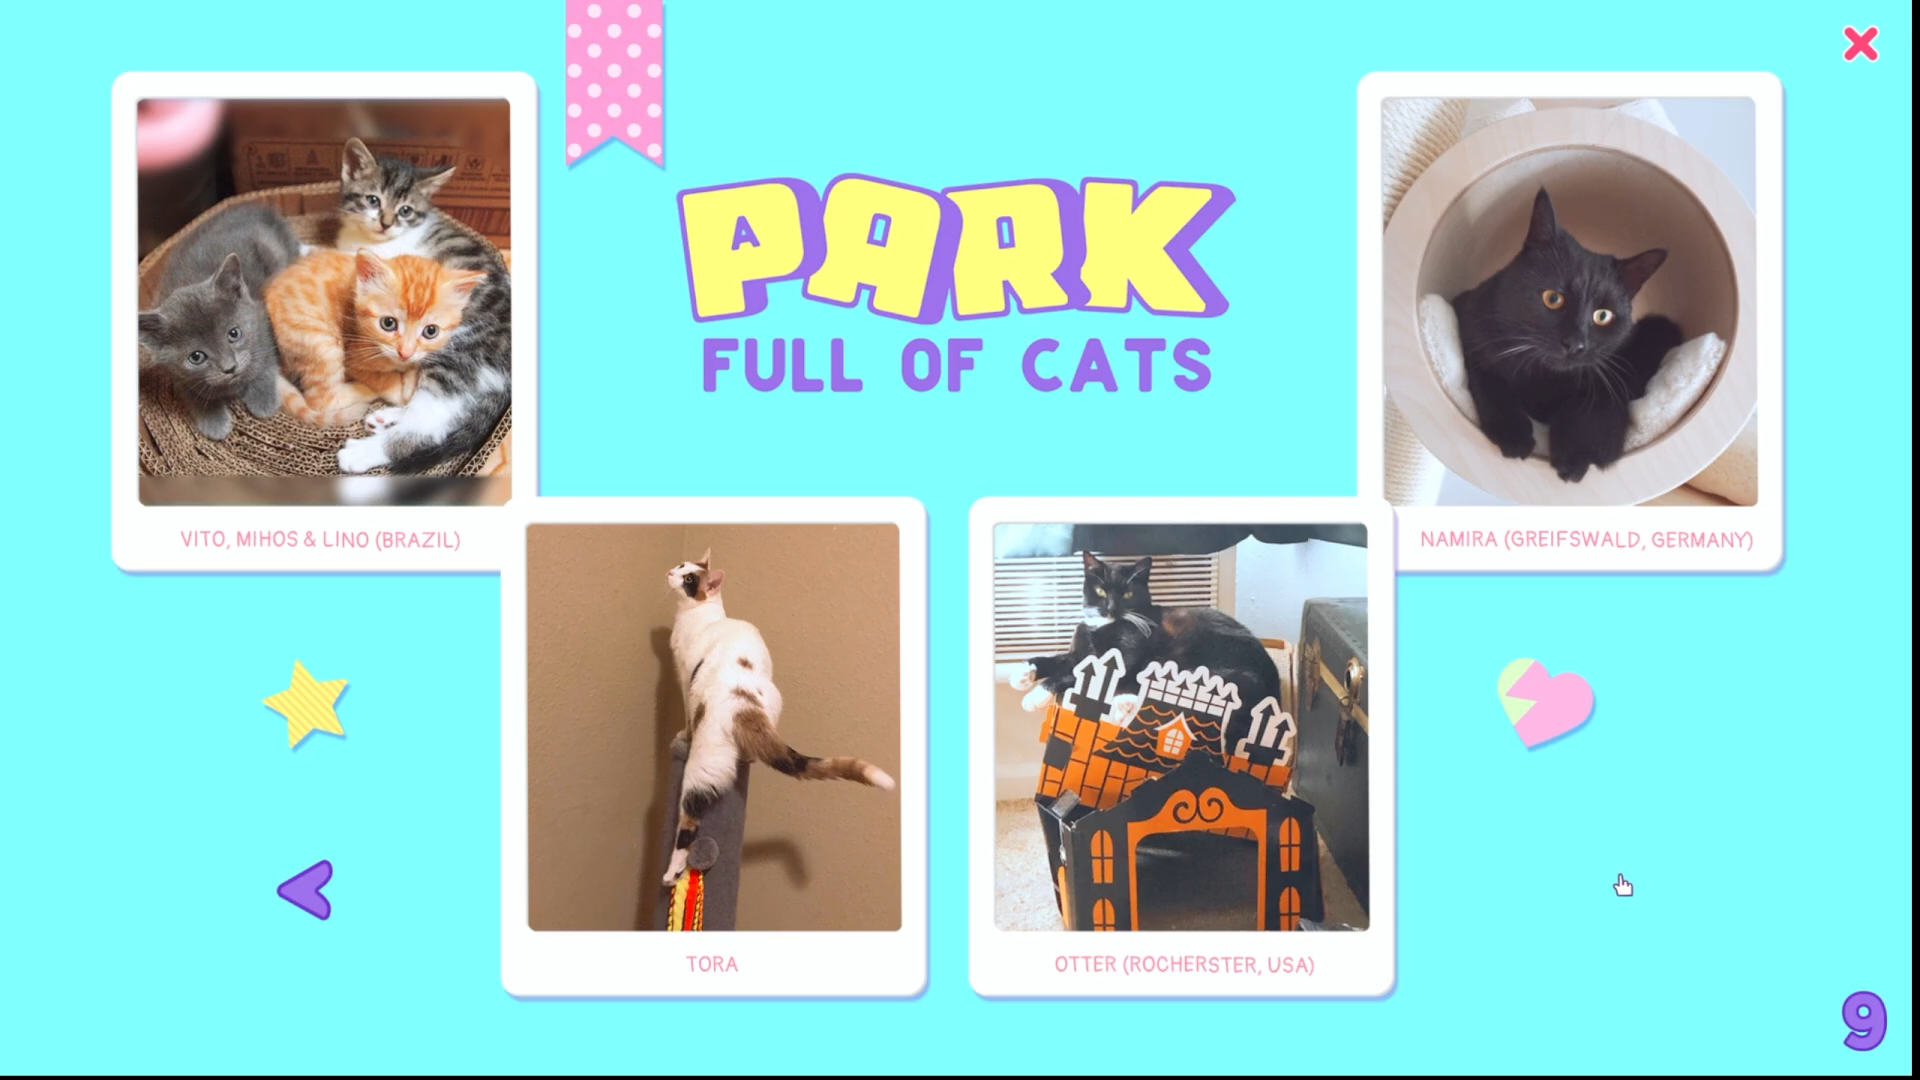 A PARK
FULL OF CATS
VITO, MIHOS & LINO (BRAZIL)
NAMIRA (GREIFSWALD, GERMANY)
TORA
OTTER (ROCHERSTER, USA)
9